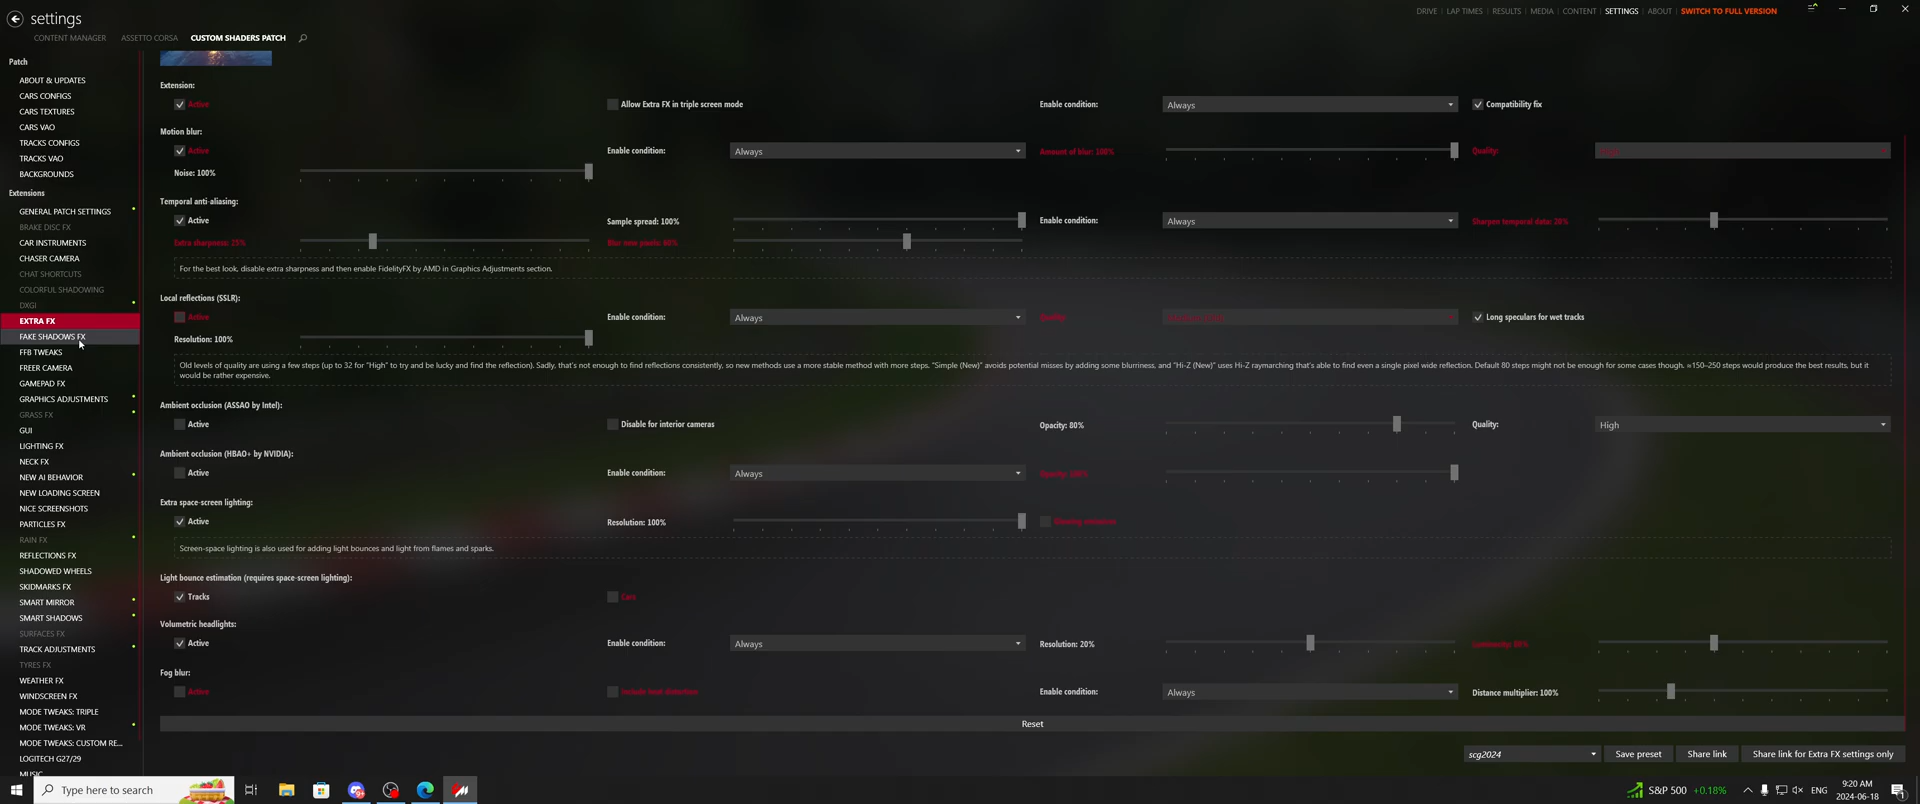 settings
DRIVE | LAP TIMES | RESULTS | MEDIA | CONTENT | SETTINGS | ABOUT | SWITCH TO FULL VERSION
CONTENT MANAGER ASSETTO CORSA CUSTOM SHADERS PATCH
Patch
ABOUT & UPDATES
CARS CONFIGS
CARS TEXTURES
CARS VAO
TRACKS CONFIGS
TRACKS VAO
BACKGROUNDS
Extensions
GENERAL PATCH SETTINGS
BRAKE DISC FX
CAR INSTRUMENTS
CHASER CAMERA
CHAT SHORTCUTS
COLORFUL SHADOWING
DXGI
EXTRA FX
FAKE SHADOWS FX
FFB TWEAKS
FREER CAMERA
GAMEPAD FX
GRAPHICS ADJUSTMENTS
GRASS FX
GUI
LIGHTING FX
NECK FX
NEW AI BEHAVIOR
NEW LOADING SCREEN
NICE SCREENSHOTS
PARTICLES FX
RAIN FX
REFLECTIONS FX
SHADOWED WHEELS
SKIDMARKS FX
SMART MIRROR
SMART SHADOWS
SURFACES FX
TRACK ADJUSTMENTS
TYRES FX
WEATHER FX
WINDSCREEN FX
MODE TWEAKS: TRIPLE
MODE TWEAKS: VR
MODE TWEAKS: CUSTOM RE...
LOGITECH G27/29
MUSIC
Extension:
Active Allow Extra FX in triple screen mode Enable condition: Always Compatibility fix
Motion blur:
Active Enable condition: Always Amount of blur: 100% Quality:
Noise: 100%
Temporal anti-aliasing:
Active Sample spread: 100% Enable condition: Always Sharpen temporal data: 20%
Extra sharpness: 25% Blur new pixels: 60%
For the best look, disable extra sharpness and then enable FidelityFX by AMD in Graphics Adjustments section.
Local reflections (SSLR):
Active Enable condition: Always Quality: Long speculars for wet tracks
Resolution: 100%
Old levels of quality are using a few steps (up to 32 for "High" to try and be lucky and find the reflection). Sadly, that's not enough to find reflections consistently, so new methods use a more stable method with more steps. "Simple (New)" avoids potential misses by adding some blurriness, and "Hi-Z (New)" uses Hi-Z raymarching that's able to find even a single pixel wide reflection. Default 80 steps might not be enough for some cases though. ≈150–250 steps would produce the best results, but it
would be rather expensive.
Ambient occlusion (ASSAO by Intel):
Active Disable for interior cameras Opacity: 80% Quality: High
Ambient occlusion (HBAO+ by NVIDIA):
Active Enable condition: Always Opacity: 100%
Extra space-screen lighting:
Active Resolution: 100%
Screen-space lighting is also used for adding light bounces and light from flames and sparks.
Light bounce estimation (requires space-screen lighting):
Tracks Cars
Volumetric headlights:
Active Enable condition: Always Resolution: 20%
Fog blur:
Active Include heat distortion Enable condition: Always Distance multiplier: 100%
Reset
scg2024 Save preset Share link Share link for Extra FX settings only
Type here to search
S&P 500 +0.18% ENG 9:20 AM
2024-06-18